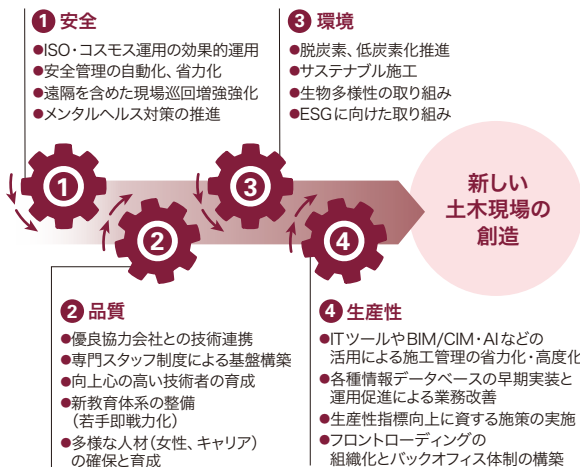 1 安全
●ISO・コスモス運用の効果的運用
●安全管理の自動化、省力化
●遠隔を含めた現場巡回増強強化
●メンタルヘルス対策の推進
3 環境
●脱炭素、低炭素化推進
●サステナブル施工
●生物多様性の取り組み
●ESGに向けた取り組み
1
2
3
4
新しい
土木現場の
創造
2 品質
●優良協力会社との技術連携
●専門スタッフ制度による基盤構築
●向上心の高い技術者の育成
●新教育体系の整備
（若手即戦力化）
●多様な人材（女性、キャリア）
の確保と育成
4 生産性
●ITツールやBIM/CIM・AIなどの
活用による施工管理の省力化・高度化
●各種情報データベースの早期実装と
運用促進による業務改善
●生産性指標向上に資する施策の実施
●フロントローディングの
組織化とバックオフィス体制の構築